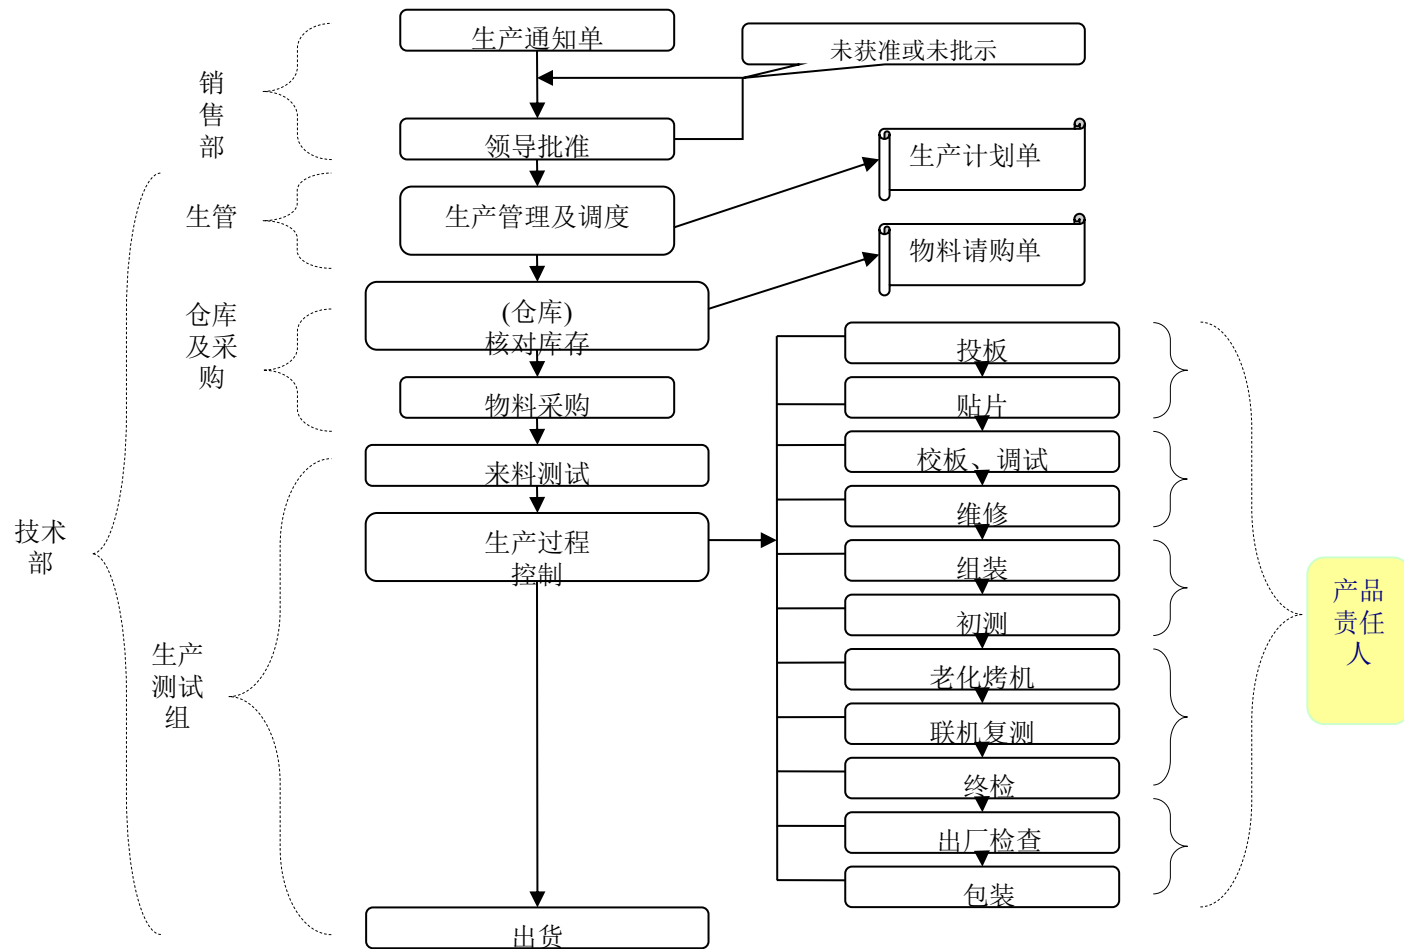 生产通知单
未获准或未批示
销
售
部
领导批准
生产计划单
生管
生产管理及调度
物料请购单
仓库
及采
购
(仓库)
核对库存
投板
物料采购
贴片
来料测试
校板、调试
技术
部
生产过程
控制
维修
组装
产品
责任
人
初测
生产
测试
组
老化烤机
联机复测
终检
出厂检查
包装
出货